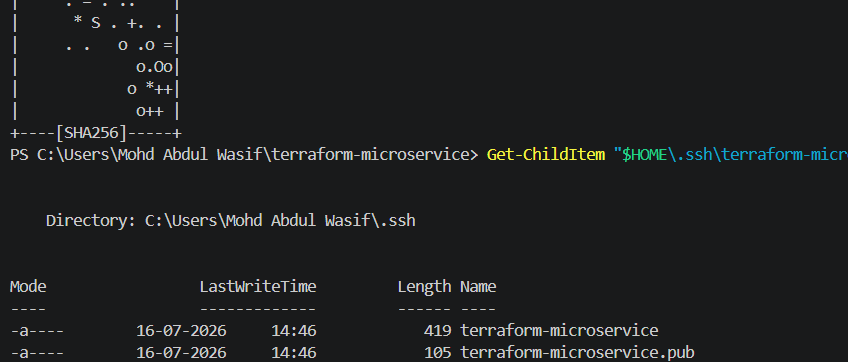 |     . = . ..    |
|      * S . +. . |
|     . .   o .o =|
|             o.Oo|
|            o *++|
|             o++ |
+----[SHA256]-----+
PS C:\Users\Mohd Abdul Wasif\terraform-microservice> Get-ChildItem "$HOME\.ssh\terraform-micr
Directory: C:\Users\Mohd Abdul Wasif\.ssh
Mode                 LastWriteTime         Length Name
----                 -------------         ------ ----
-a----        16-07-2026     14:46            419 terraform-microservice
-a----        16-07-2026     14:46            105 terraform-microservice.pub